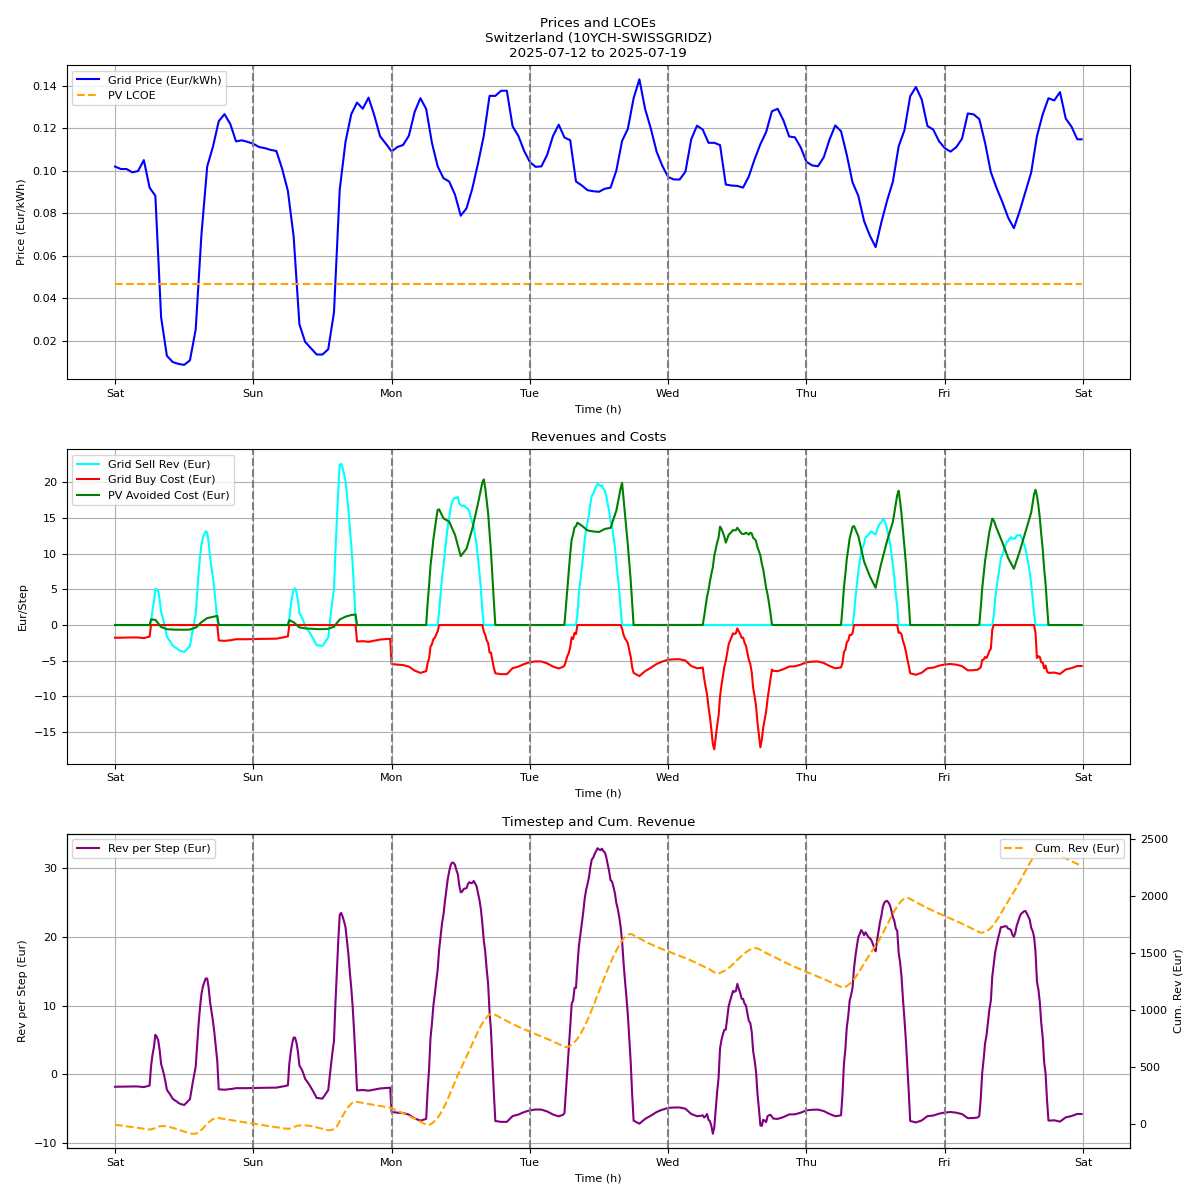 Prices and LCOEs
Switzerland (10YCH-SWISSGRIDZ)
2025-07-12 to 2025-07-19
Grid Price (Eur/kWh)
PV LCOE
Price (Eur/kWh)
0.14
0.12
0.10
0.08
0.06
0.04
0.02
Sat Sun Mon Tue Wed Thu Fri Sat
Time (h)
Revenues and Costs
Grid Sell Rev (Eur)
Grid Buy Cost (Eur)
PV Avoided Cost (Eur)
Eur/Step
20
15
10
5
0
−5
−10
−15
Sat Sun Mon Tue Wed Thu Fri Sat
Time (h)
Timestep and Cum. Revenue
Rev per Step (Eur)
Cum. Rev (Eur)
Rev per Step (Eur)
30
20
10
0
−10
2500
2000
1500
1000
500
0
Cum. Rev (Eur)
Sat Sun Mon Tue Wed Thu Fri Sat
Time (h)